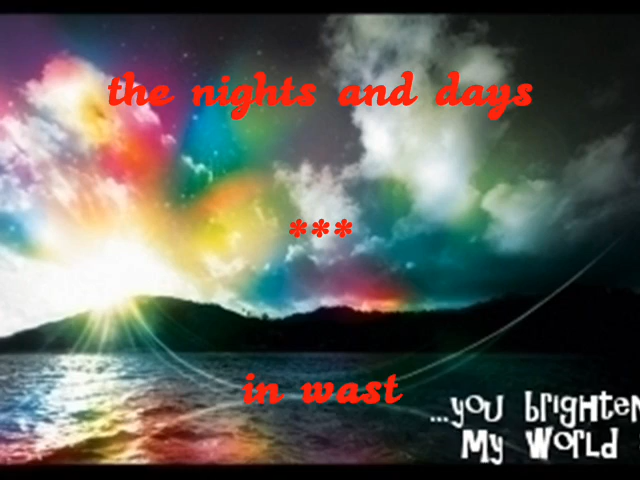 the nights and days
***
in wast
...you brighten
My World